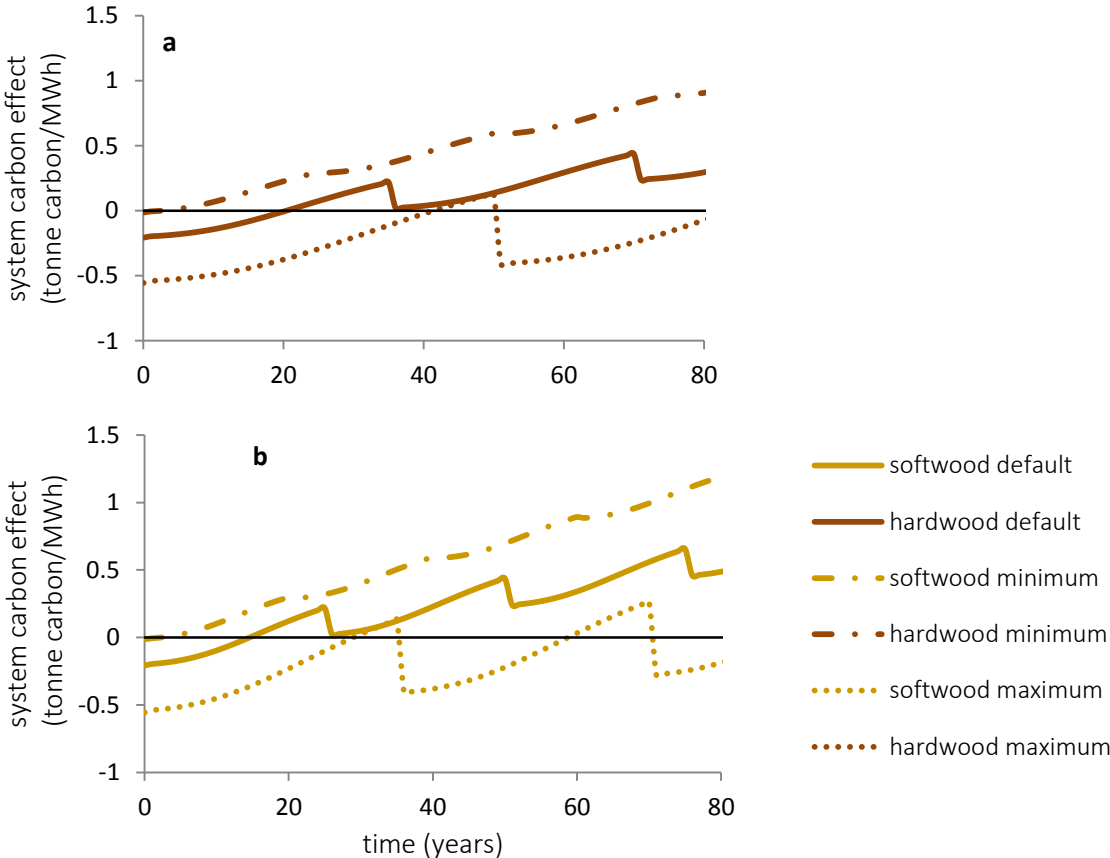 a
system carbon effect
(tonne carbon/MWh)
1.5
1
0.5
0
-0.5
-1
0 20 40 60 80
b
system carbon effect
(tonne carbon/MWh)
1.5
1
0.5
0
-0.5
-1
0 20 40 60 80
time (years)
softwood default
hardwood default
softwood minimum
hardwood minimum
softwood maximum
hardwood maximum